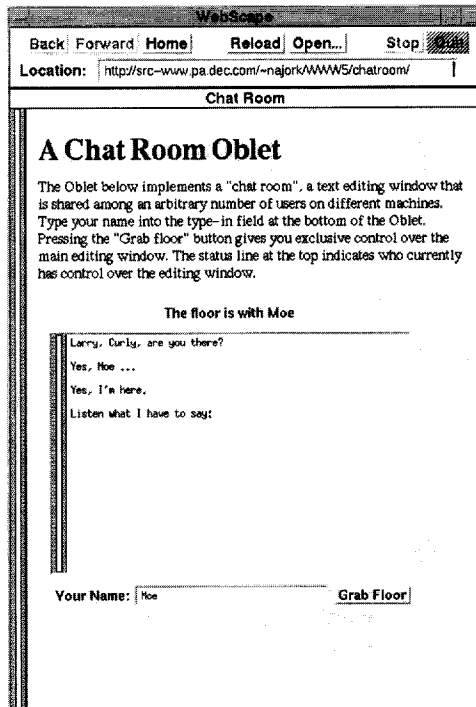 WebScape
Back Forward Home Reload Open... Stop Quit
Location: http://src-www.pa.dec.com/~najork/WWW5/chatroom/
Chat Room
A Chat Room Oblet
The Oblet below implements a "chat room", a text editing window that
is shared among an arbitrary number of users on different machines.
Type your name into the type-in field at the bottom of the Oblet.
Pressing the "Grab floor" button gives you exclusive control over the
main editing window. The status line at the top indicates who currently
has control over the editing window.
The floor is with Moe
Larry, Curly, are you there?
Yes, Moe ...
Yes, I'm here.
Listen what I have to say:
Your Name: Moe Grab Floor